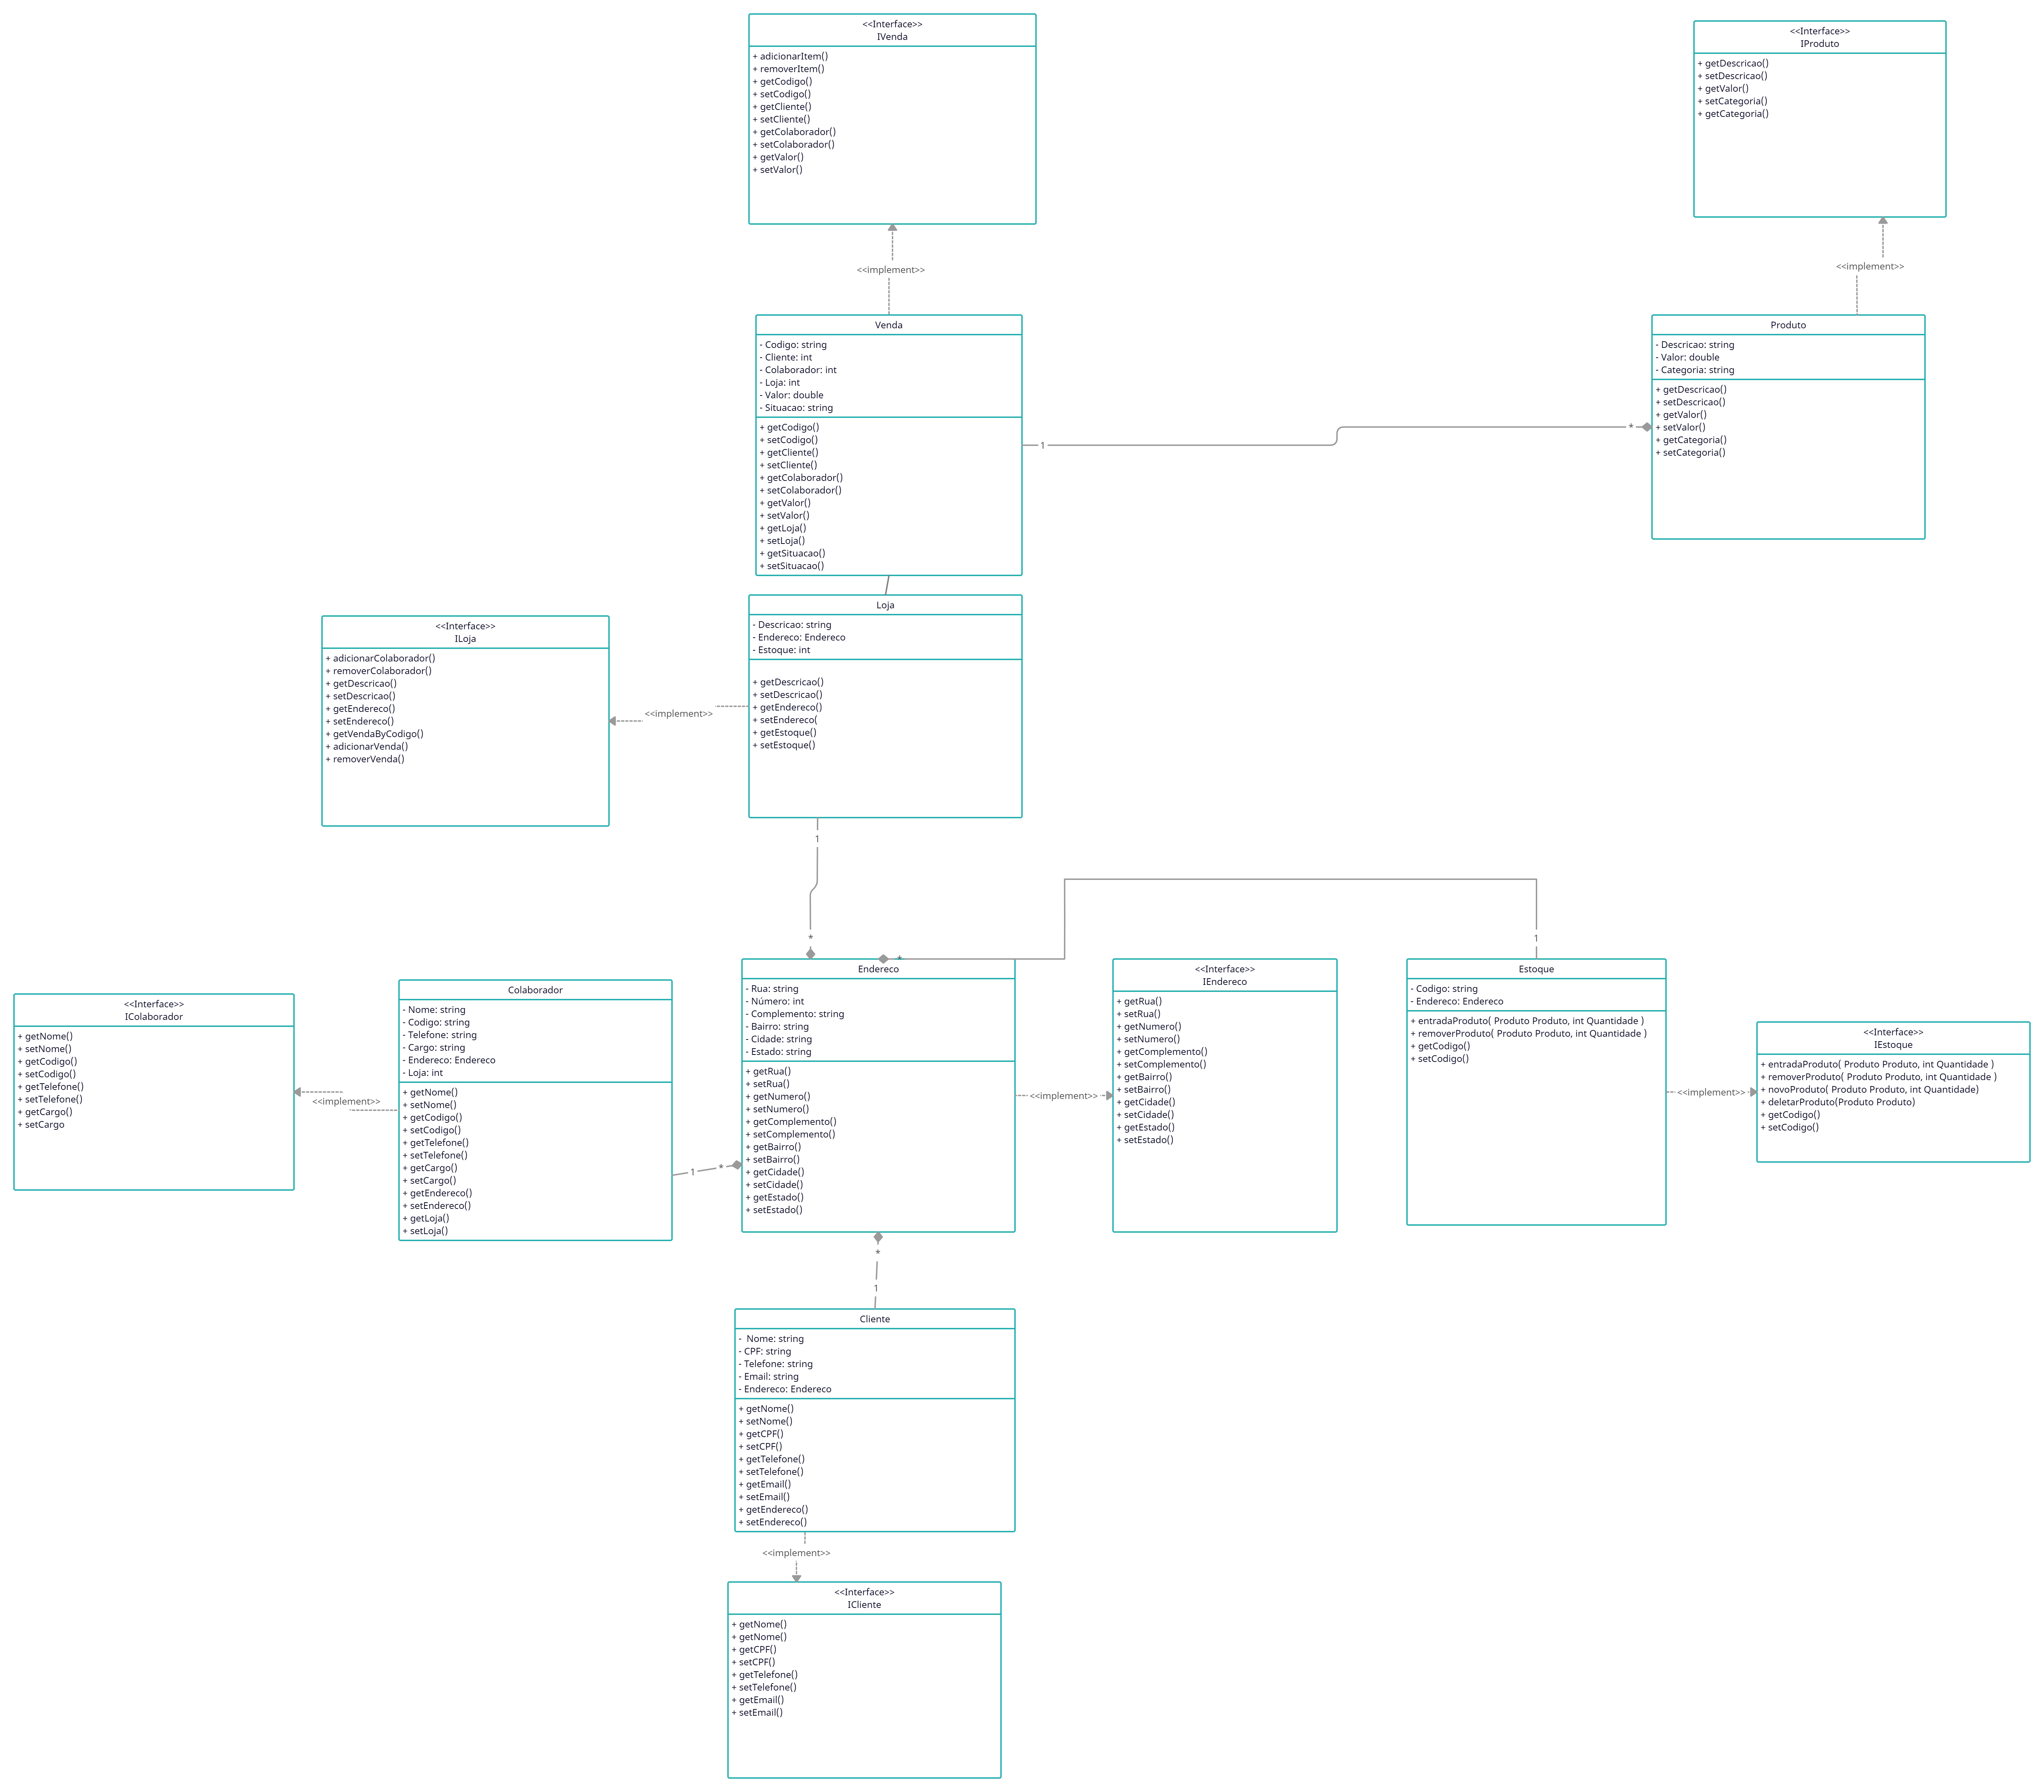 <<Interface>>
IVenda
+ adicionarItem()
+ removerItem()
+ getCodigo()
+ setCodigo()
+ getCliente()
+ setCliente()
+ getColaborador()
+ setColaborador()
+ getValor()
+ setValor()
<<Interface>>
IProduto
+ getDescricao()
+ setDescricao()
+ getValor()
+ setCategoria()
+ getCategoria()
<<implement>>
<<implement>>
Venda
- Codigo: string
- Cliente: int
- Colaborador: int
- Loja: int
- Valor: double
- Situacao: string
+ getCodigo()
+ setCodigo()
+ getCliente()
+ setCliente()
+ getColaborador()
+ setColaborador()
+ getValor()
+ setValor()
+ getLoja()
+ setLoja()
+ getSituacao()
+ setSituacao()
1
*
Produto
- Descricao: string
- Valor: double
- Categoria: string
+ getDescricao()
+ setDescricao()
+ getValor()
+ setValor()
+ getCategoria()
+ setCategoria()
<<Interface>>
ILoja
+ adicionarColaborador()
+ removerColaborador()
+ getDescricao()
+ setDescricao()
+ getEndereco()
+ setEndereco()
+ getVendaByCodigo()
+ adicionarVenda()
+ removerVenda()
<<implement>>
Loja
- Descricao: string
- Endereco: Endereco
- Estoque: int
+ getDescricao()
+ setDescricao()
+ getEndereco()
+ setEndereco(
+ getEstoque()
+ setEstoque()
1
*
*
1
<<Interface>>
IColaborador
+ getNome()
+ setNome()
+ getCodigo()
+ setCodigo()
+ getTelefone()
+ setTelefone()
+ getCargo()
+ setCargo
<<implement>>
Colaborador
- Nome: string
- Codigo: string
- Telefone: string
- Cargo: string
- Endereco: Endereco
- Loja: int
+ getNome()
+ setNome()
+ getCodigo()
+ setCodigo()
+ getTelefone()
+ setTelefone()
+ getCargo()
+ setCargo()
+ getEndereco()
+ setEndereco()
+ getLoja()
+ setLoja()
1
*
Endereco
- Rua: string
- Número: int
- Complemento: string
- Bairro: string
- Cidade: string
- Estado: string
+ getRua()
+ setRua()
+ getNumero()
+ setNumero()
+ getComplemento()
+ setComplemento()
+ getBairro()
+ setBairro()
+ getCidade()
+ setCidade()
+ getEstado()
+ setEstado()
<<implement>>
<<Interface>>
IEndereco
+ getRua()
+ setRua()
+ getNumero()
+ setNumero()
+ getComplemento()
+ setComplemento()
+ getBairro()
+ setBairro()
+ getCidade()
+ setCidade()
+ getEstado()
+ setEstado()
Estoque
- Codigo: string
- Endereco: Endereco
+ entradaProduto( Produto Produto, int Quantidade )
+ removerProduto( Produto Produto, int Quantidade )
+ getCodigo()
+ setCodigo()
<<implement>>
<<Interface>>
IEstoque
+ entradaProduto( Produto Produto, int Quantidade )
+ removerProduto( Produto Produto, int Quantidade )
+ novoProduto( Produto Produto, int Quantidade)
+ deletarProduto(Produto Produto)
+ getCodigo()
+ setCodigo()
*
1
Cliente
- Nome: string
- CPF: string
- Telefone: string
- Email: string
- Endereco: Endereco
+ getNome()
+ setNome()
+ getCPF()
+ setCPF()
+ getTelefone()
+ setTelefone()
+ getEmail()
+ setEmail()
+ getEndereco()
+ setEndereco()
<<implement>>
<<Interface>>
ICliente
+ getNome()
+ getNome()
+ getCPF()
+ setCPF()
+ getTelefone()
+ setTelefone()
+ getEmail()
+ setEmail()